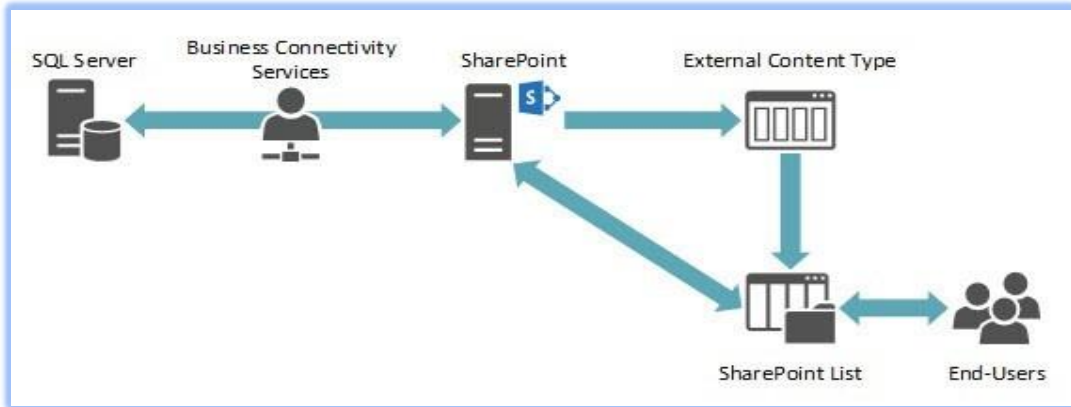 SQL Server
Business Connectivity
Services
SharePoint
S
External Content Type
SharePoint List
End-Users